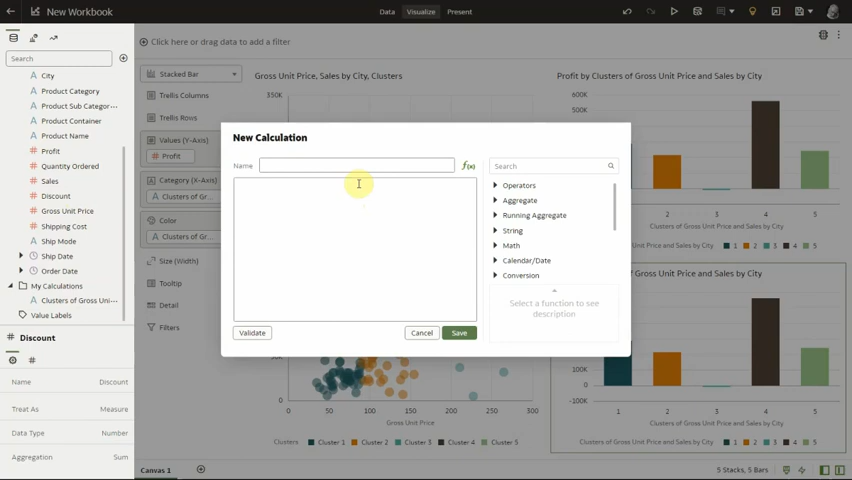 New Workbook
Data
Visualize
Present
Search
City
Product Category
Product Sub Categor...
Product Container
Product Name
Profit
Quantity Ordered
Sales
Discount
Gross Unit Price
Shipping Cost
Ship Mode
Ship Date
Order Date
My Calculations
Clusters of Gross Uni...
Value Labels
Discount
Name Discount
Treat As Measure
Data Type Number
Aggregation Sum
Click here or drag data to add a filter
Stacked Bar
Trellis Columns
Trellis Rows
Values (Y-Axis)
Profit
Category (X-Axis)
Clusters of Gr...
Color
Clusters of Gr...
Size (Width)
Tooltip
Detail
Filters
Gross Unit Price, Sales by City, Clusters
350K
0
0 50 100 150 200 250 300
Gross Unit Price
Clusters Cluster 1 Cluster 2 Cluster 3 Cluster 4 Cluster 5
New Calculation
Name
f(x)
Search
Operators
Aggregate
Running Aggregate
String
Math
Calendar/Date
Conversion
Select a function to see
description
Validate
Cancel
Save
Profit by Clusters of Gross Unit Price and Sales by City
600K
500K
2 3 4 5
Unit Price and Sales by City 1 2 3 4 5
of Gross Unit Price and Sales by City
0
-100K
1 2 3 4 5
Clusters of Gross Unit Price and Sales by City 1 2 3 4 5
Canvas 1
5 Stacks, 5 Bars